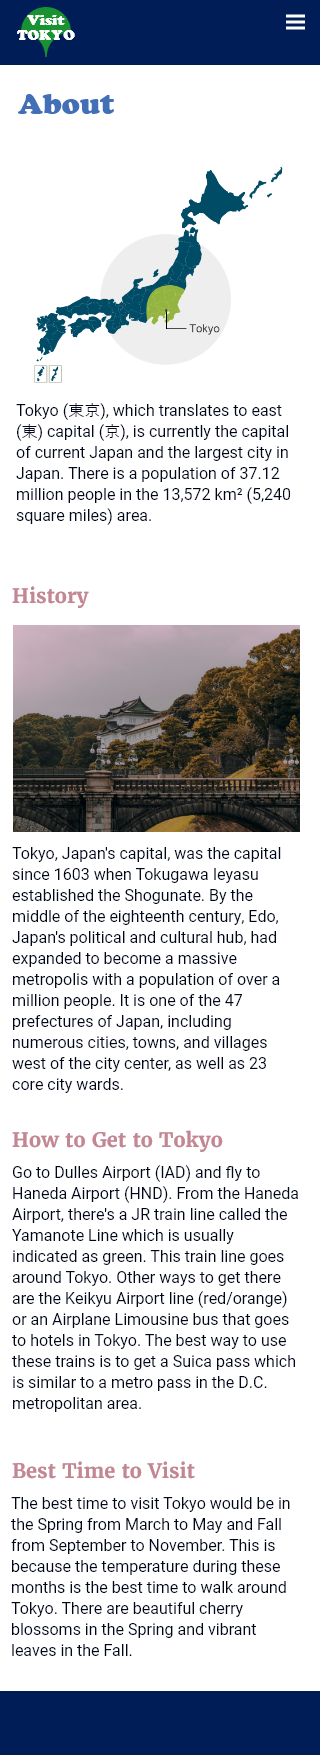 Visit
TOKYO
About
Tokyo
Tokyo (東京), which translates to east
(東) capital (京), is currently the capital
of current Japan and the largest city in
Japan. There is a population of 37.12
million people in the 13,572 km² (5,240
square miles) area.
History
Tokyo, Japan's capital, was the capital
since 1603 when Tokugawa Ieyasu
established the Shogunate. By the
middle of the eighteenth century, Edo,
Japan's political and cultural hub, had
expanded to become a massive
metropolis with a population of over a
million people. It is one of the 47
prefectures of Japan, including
numerous cities, towns, and villages
west of the city center, as well as 23
core city wards.
How to Get to Tokyo
Go to Dulles Airport (IAD) and fly to
Haneda Airport (HND). From the Haneda
Airport, there's a JR train line called the
Yamanote Line which is usually
indicated as green. This train line goes
around Tokyo. Other ways to get there
are the Keikyu Airport line (red/orange)
or an Airplane Limousine bus that goes
to hotels in Tokyo. The best way to use
these trains is to get a Suica pass which
is similar to a metro pass in the D.C.
metropolitan area.
Best Time to Visit
The best time to visit Tokyo would be in
the Spring from March to May and Fall
from September to November. This is
because the temperature during these
months is the best time to walk around
Tokyo. There are beautiful cherry
blossoms in the Spring and vibrant
leaves in the Fall.